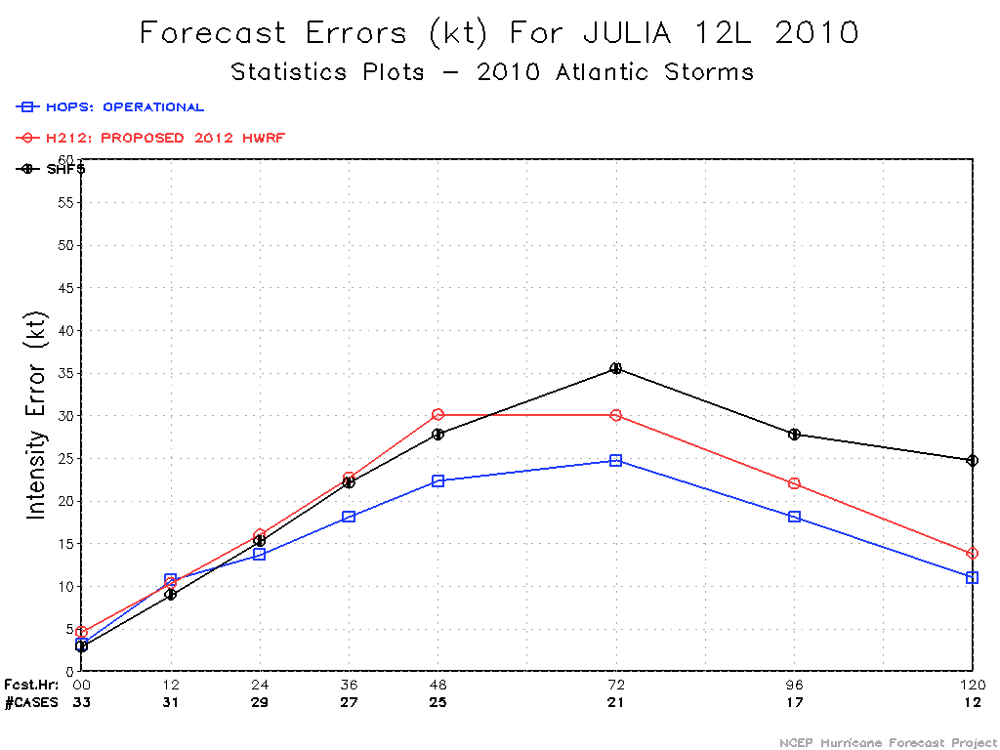 Forecast Errors (kt) For JULIA 12L 2010
Statistics Plots – 2010 Atlantic Storms
HOPS: OPERATIONAL
H212: PROPOSED 2012 HWRF
SHF5
60
55
50
45
40
35
30
25
20
15
10
5
0
Intensity Error (kt)
Fcst.Hr: 00 12 24 36 48 72 96 120
#CASES 33 31 29 27 25 21 17 12
NCEP Hurricane Forecast Project